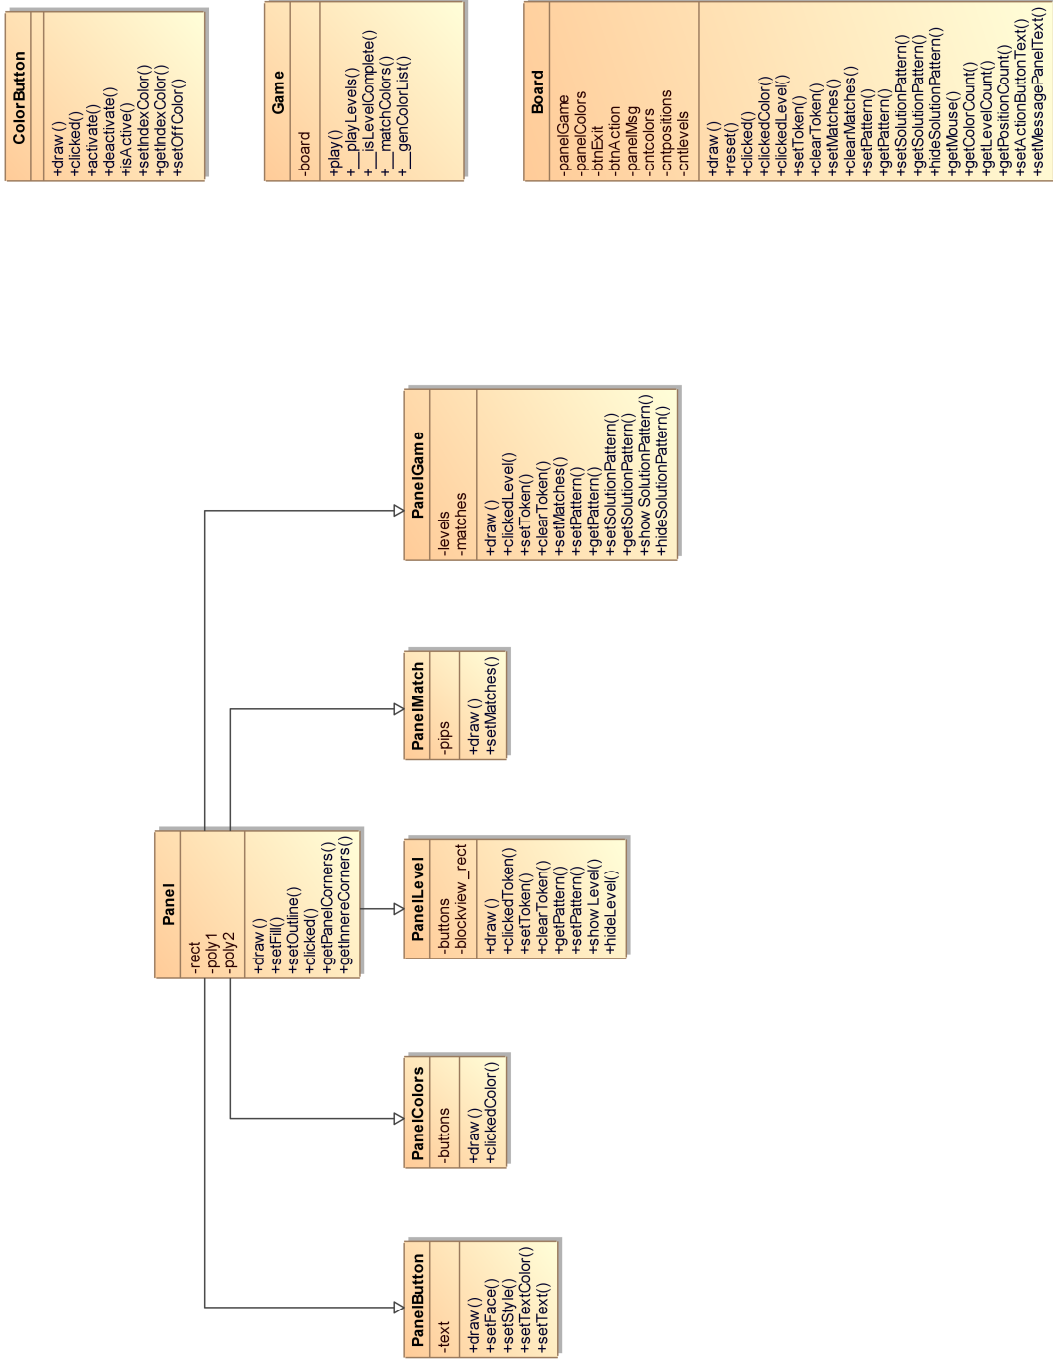 ColorButton
+draw()
+clicked()
+activate()
+deactivate()
+isActive()
+setIndexColor()
+getIndexColor()
+setOffColor()
Game
-board
+play()
+__playLevels()
+__isLevelComplete()
+__matchColors()
+__genColorList()
Board
-panelGame
-panelColors
-btnExit
-btnAction
-panelMsg
-cntcolors
-cntpositions
-cntlevels
+draw()
+reset()
+clicked()
+clickedColor()
+clickedLevel()
+setToken()
+clearToken()
+setMatches()
+clearMatches()
+setPattern()
+getPattern()
+setSolutionPattern()
+getSolutionPattern()
+hideSolutionPattern()
+getMouse()
+getColorCount()
+getLevelCount()
+getPositionCount()
+setActionButtonText()
+setMessagePanelText()
Panel
-rect
-poly1
-poly2
+draw()
+setFill()
+setOutline()
+clicked()
+getPanelCorners()
+getInnereCorners()
PanelButton
-text
+draw()
+setFace()
+setStyle()
+setTextColor()
+setText()
PanelColors
-buttons
+draw()
+clickedColor()
PanelLevel
-buttons
-blockview_rect
+draw()
+clickedToken()
+setToken()
+clearToken()
+getPattern()
+setPattern()
+showLevel()
+hideLevel()
PanelMatch
-pips
+draw()
+setMatches()
PanelGame
-levels
-matches
+draw()
+clickedLevel()
+setToken()
+clearToken()
+setMatches()
+setPattern()
+getPattern()
+setSolutionPattern()
+getSolutionPattern()
+showSolutionPattern()
+hideSolutionPattern()